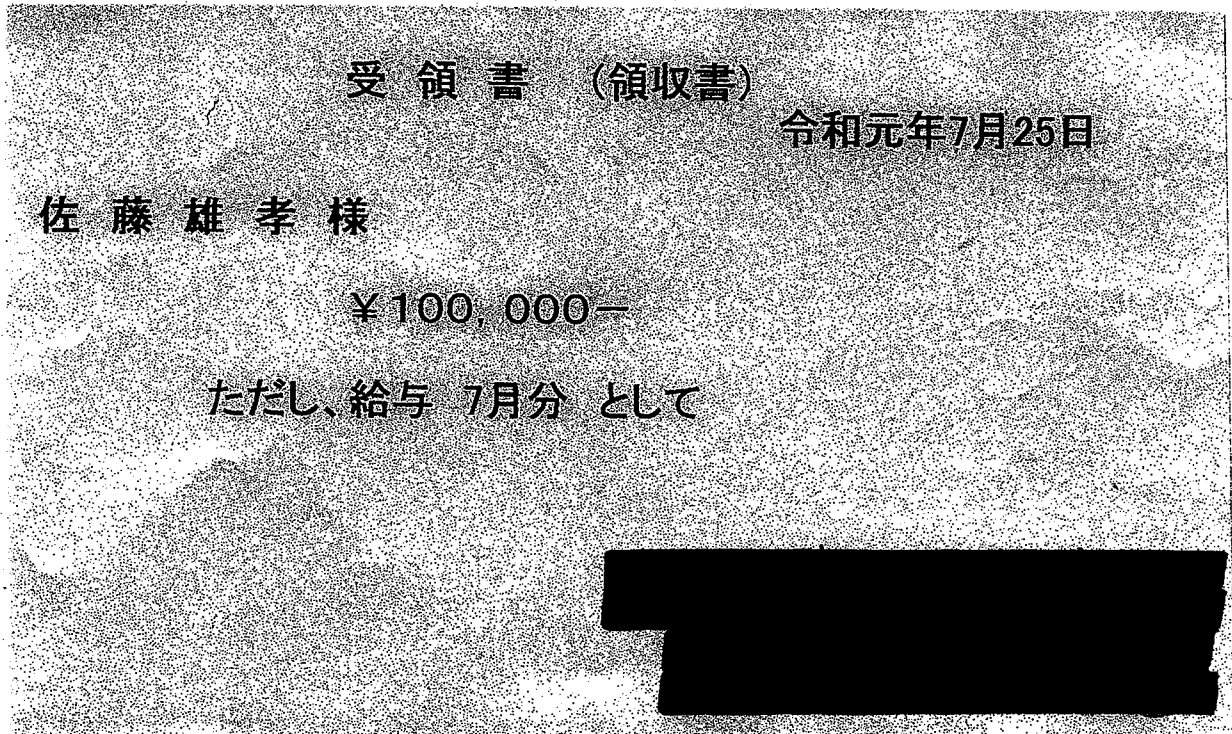 受 領 書 (領収書)
令和元年7月25日
佐 藤 雄 孝 様
￥100,000－
ただし、給与 7月分 として